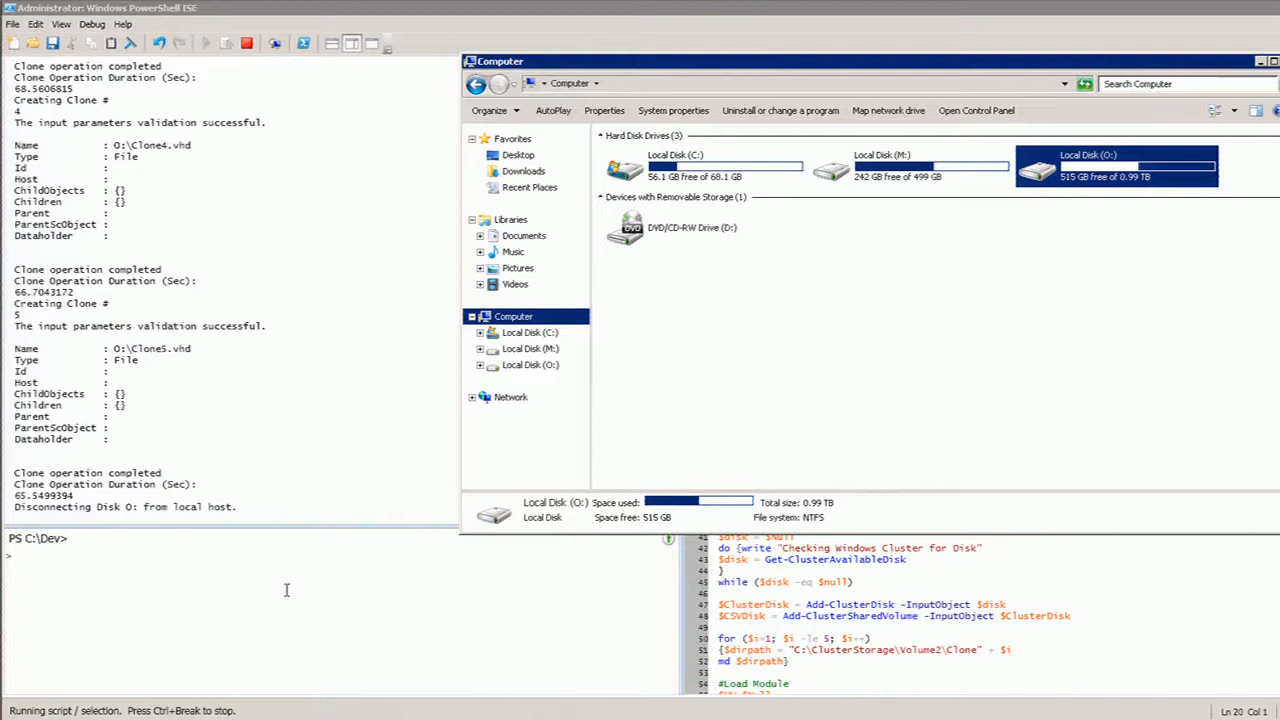 Administrator: Windows PowerShell ISE
File Edit View Debug Help
Clone operation completed
Clone Operation Duration (Sec):
68.5606815
Creating Clone #
4
The input parameters validation successful.
Name : O:\Clone4.vhd
Type : File
Id :
Host :
ChildObjects : {}
Children : {}
Parent :
ParentScObject :
Dataholder :
Clone operation completed
Clone Operation Duration (Sec):
66.7043172
Creating Clone #
5
The input parameters validation successful.
Name : O:\Clone5.vhd
Type : File
Id :
Host :
ChildObjects : {}
Children : {}
Parent :
ParentScObject :
Dataholder :
Clone operation completed
Clone Operation Duration (Sec):
65.5499394
Disconnecting Disk O: from local host.
PS C:\Dev>
>
Computer
Computer
Search Computer
Organize AutoPlay Properties System properties Uninstall or change a program Map network drive Open Control Panel
Favorites
Desktop
Downloads
Recent Places
Libraries
Documents
Music
Pictures
Videos
Computer
Local Disk (C:)
Local Disk (M:)
Local Disk (O:)
Network
Hard Disk Drives (3)
Local Disk (C:)
56.1 GB free of 68.1 GB
Local Disk (M:)
242 GB free of 499 GB
Local Disk (O:)
515 GB free of 0.99 TB
Devices with Removable Storage (1)
DVD
DVD/CD-RW Drive (D:)
Local Disk (O:) Space used: Total size: 0.99 TB
Local Disk Space free: 515 GB File system: NTFS
41 $disk = $Null
42 do {write "Checking Windows Cluster for Disk"
43 $disk = Get-ClusterAvailableDisk
44 }
45 while ($disk -eq $null)
46
47 $ClusterDisk = Add-ClusterDisk -InputObject $disk
48 $CSVDisk = Add-ClusterSharedVolume -InputObject $ClusterDisk
49
50 for ($i=1; $i -le 5; $i++)
51 {$dirpath = "C:\ClusterStorage\Volume2\Clone" + $i
52 md $dirpath}
53
54 #Load Module
Running script / selection. Press Ctrl+Break to stop.
Ln 20 Col 1